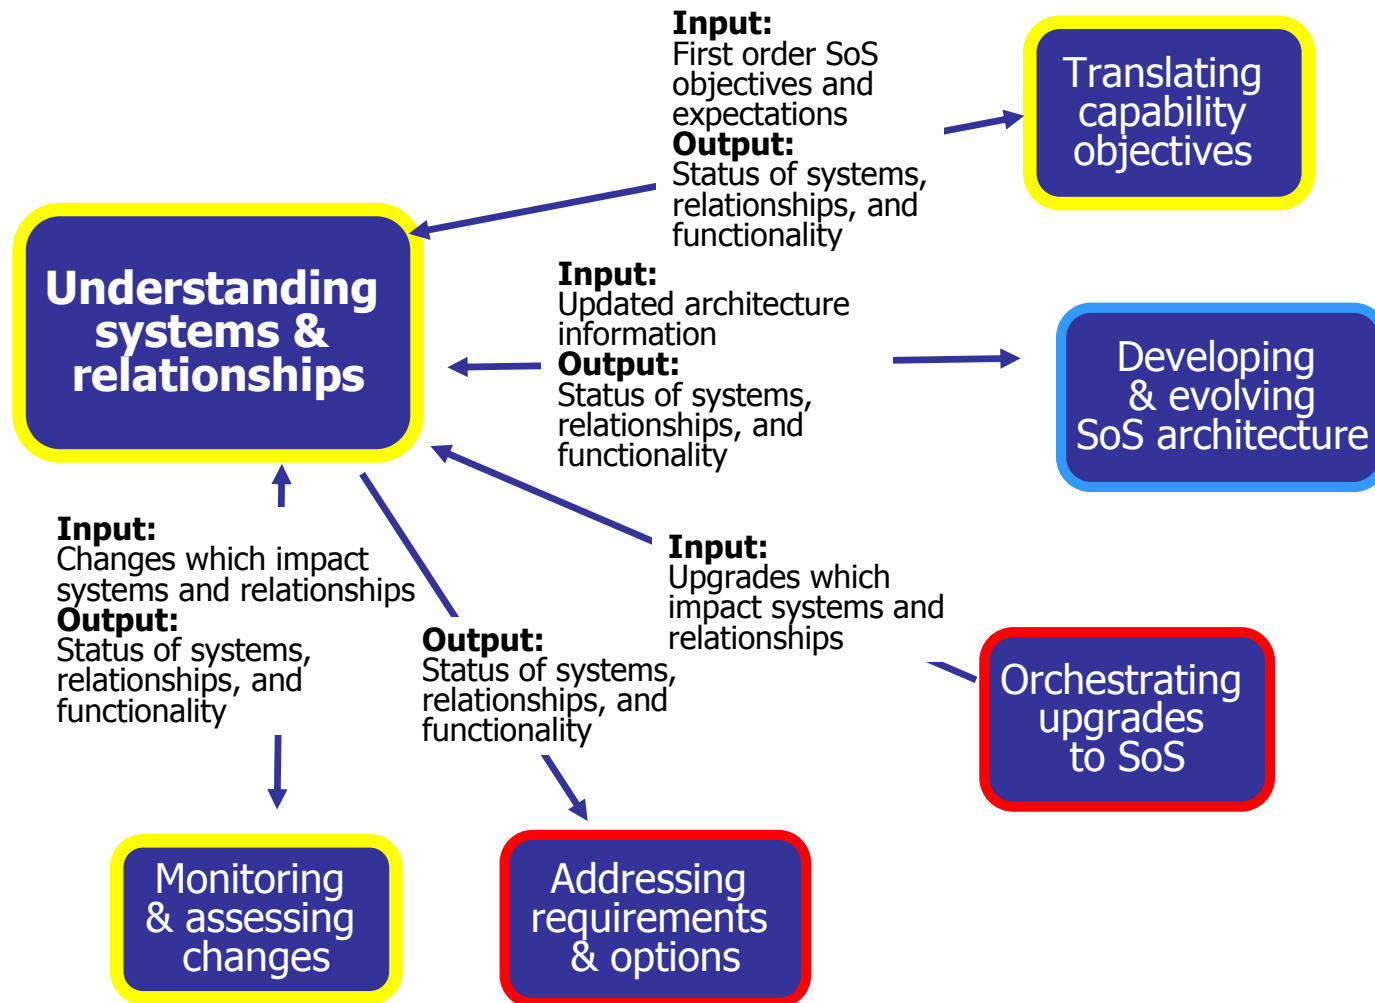 Input:
First order SoS
objectives and
expectations
Output:
Status of systems,
relationships, and
functionality
Translating
capability
objectives
Understanding
systems &
relationships
Input:
Updated architecture
information
Output:
Status of systems,
relationships, and
functionality
Developing
& evolving
SoS architecture
Input:
Changes which impact
systems and relationships
Output:
Status of systems,
relationships, and
functionality
Output:
Status of systems,
relationships, and
functionality
Input:
Upgrades which
impact systems and
relationships
Orchestrating
upgrades
to SoS
Monitoring
& assessing
changes
Addressing
requirements
& options